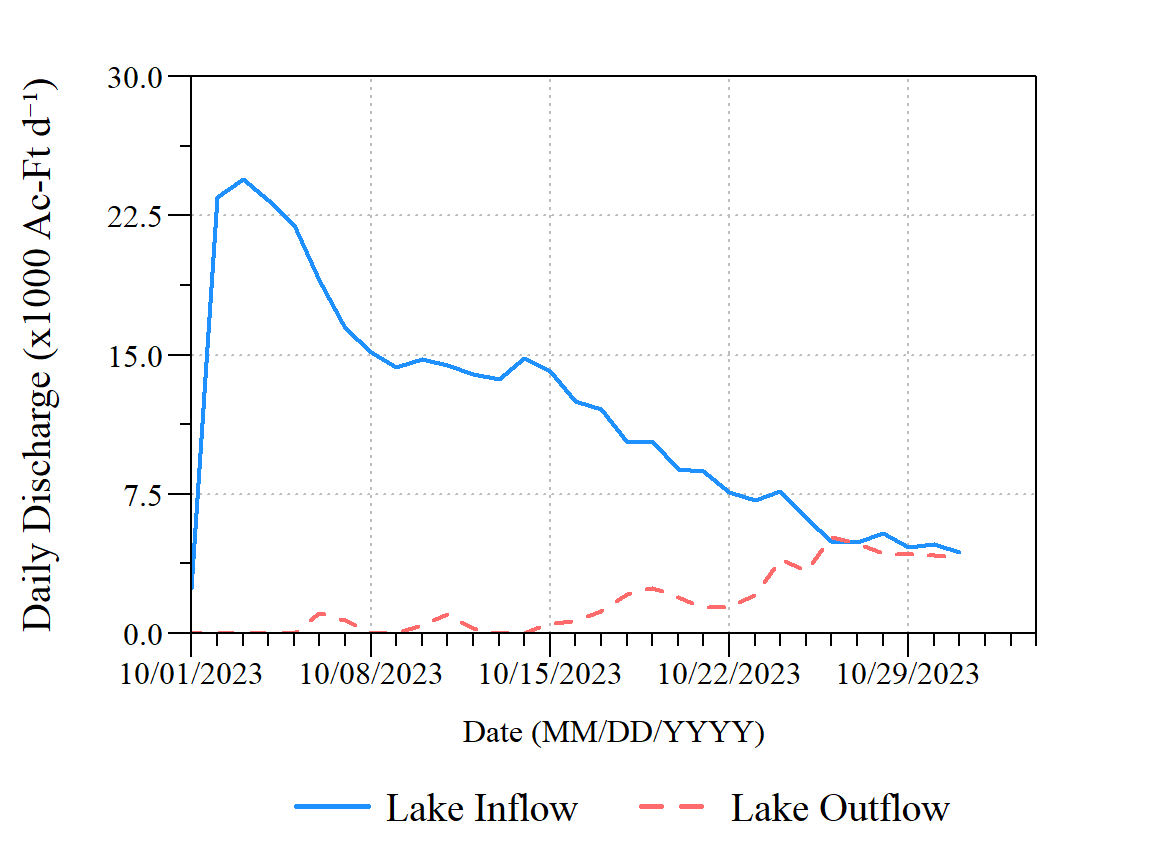 Daily Discharge (x1000 Ac-Ft d⁻¹)
30.0
22.5
15.0
7.5
0.0
10/01/2023 10/08/2023 10/15/2023 10/22/2023 10/29/2023
Date (MM/DD/YYYY)
Lake Inflow Lake Outflow